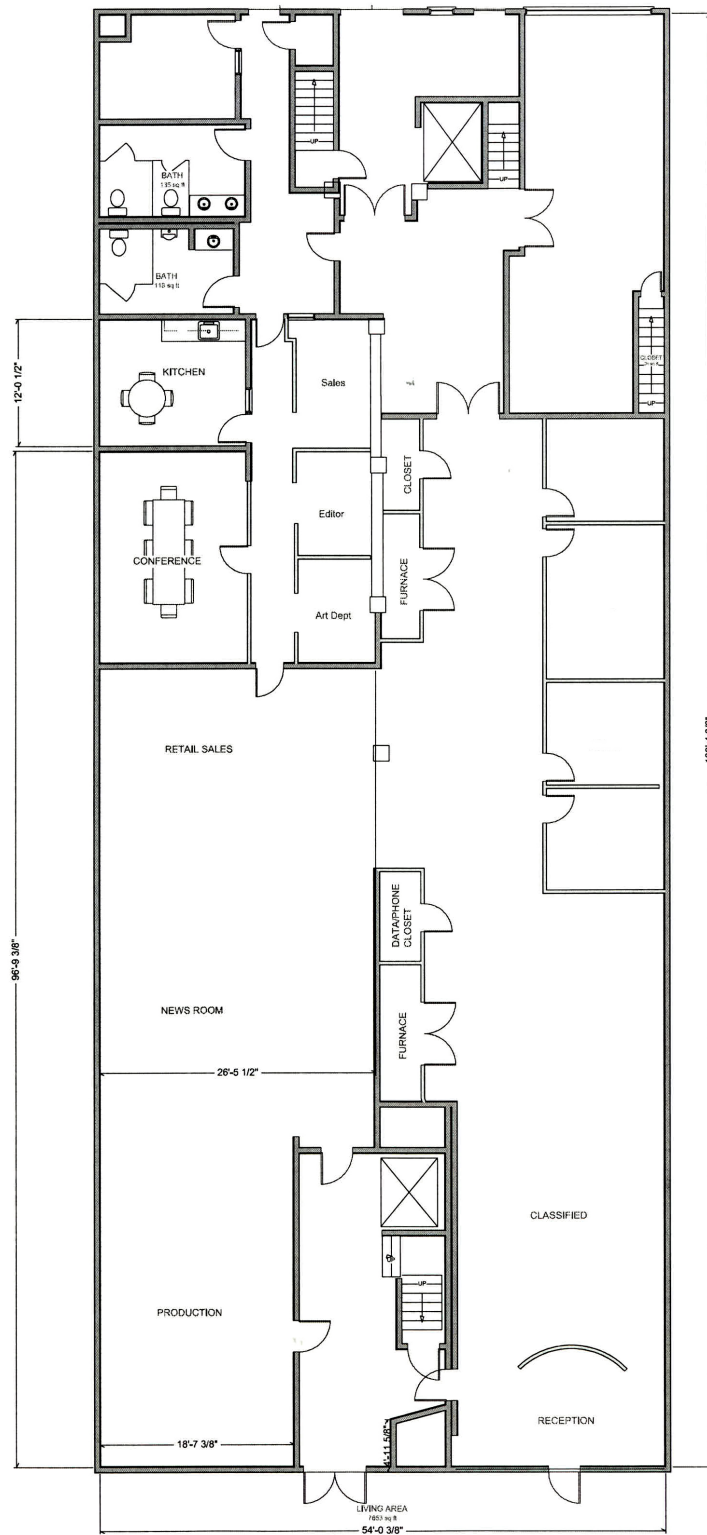 UP
UP
BATH
135 sq ft
BATH
110 sq ft
KITCHEN
Sales
CLOSET
UP
12'-0 1/2"
CLOSET
Editor
CONFERENCE
FURNACE
Art Dept
RETAIL SALES
DATA/PHONE
CLOSET
96'-9 3/8"
NEWS ROOM
FURNACE
26'-5 1/2"
CLASSIFIED
UP
PRODUCTION
RECEPTION
18'-7 3/8"
4'-11 5/8"
LIVING AREA
7653 sq ft
54'-0 3/8"